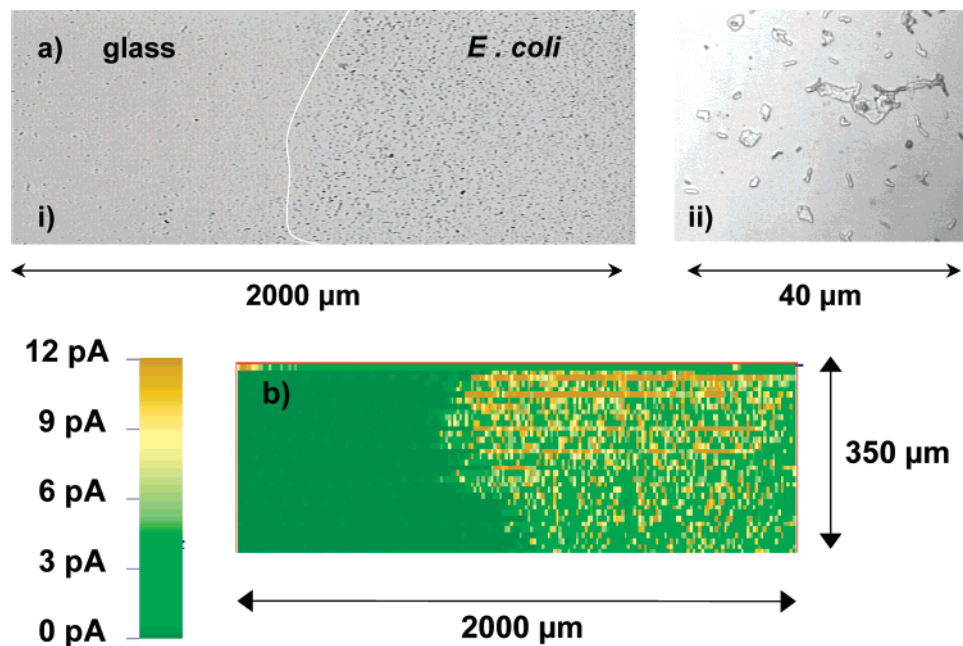 a) glass E . coli
i)
2000 µm
ii)
40 µm
12 pA
9 pA
6 pA
3 pA
0 pA
b)
350 µm
2000 µm